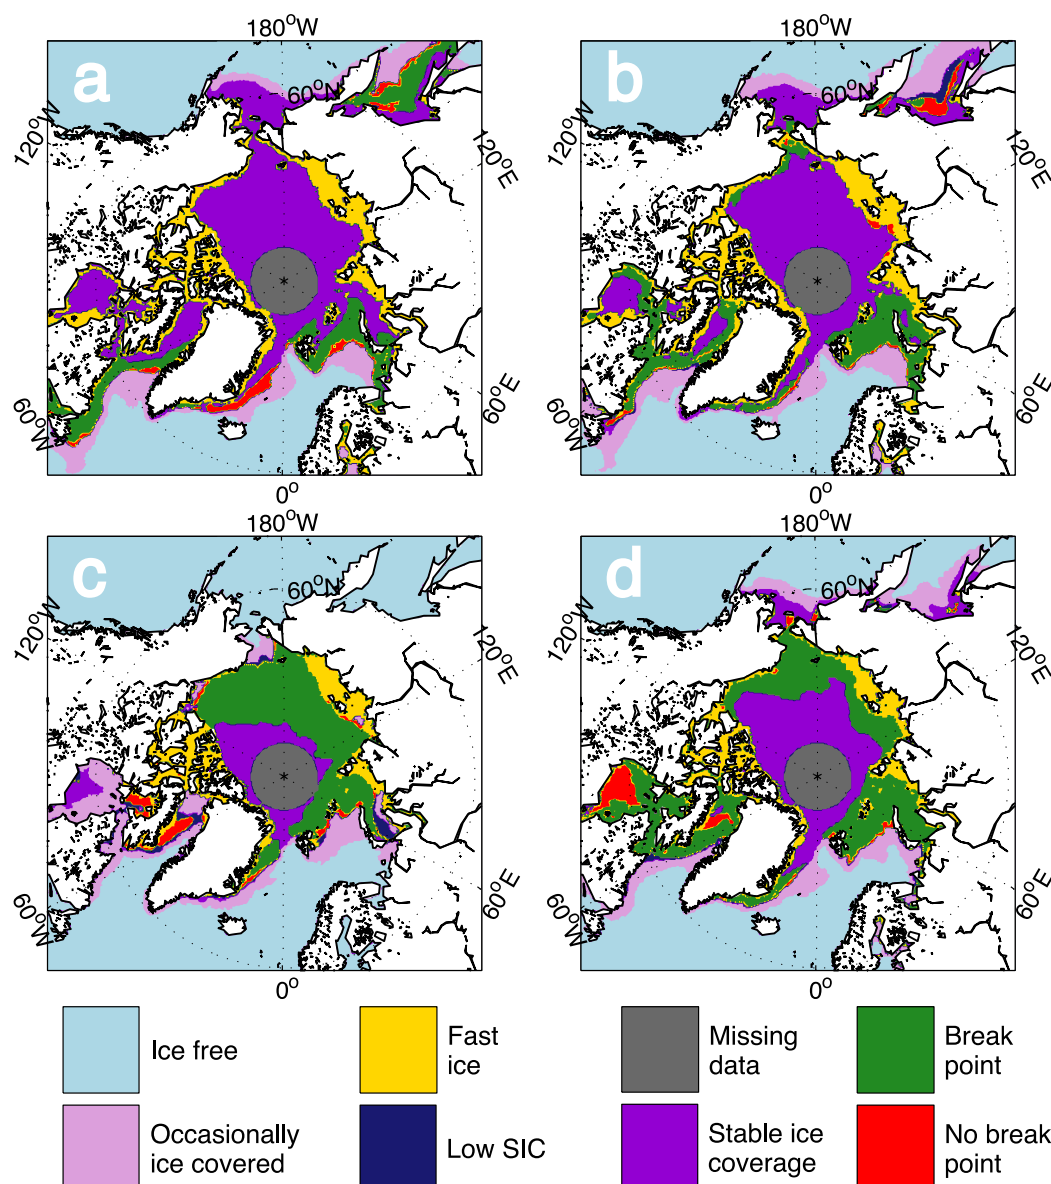 180°W
180°W
a
60°N
b
60°N
120°W
120°E
120°W
120°E
60°W
60°E
60°W
60°E
0°
0°
180°W
180°W
c
60°N
d
60°N
120°W
120°E
120°W
120°E
60°W
60°E
60°W
60°E
0°
0°
Ice free
Fast
ice
Missing
data
Break
point
Occasionally
ice covered
Low SIC
Stable ice
coverage
No break
point